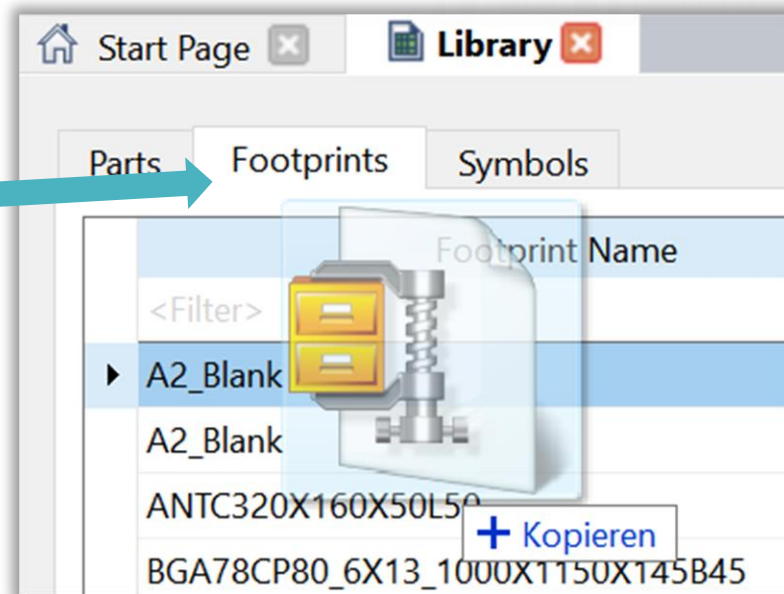 Start Page Library
Parts Footprints Symbols
Footprint Name
<Filter>
A2_Blank
A2_Blank
ANTC320X160X50L50
+ Kopieren
BGA78CP80_6X13_1000X1150X145B45